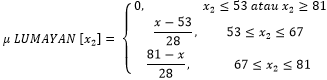 μ LUMAYAN [x₂] = { 0, x₂ ≤ 53 atau x₂ ≥ 81
(x − 53)/28, 53 ≤ x₂ ≤ 67
(81 − x)/28, 67 ≤ x₂ ≤ 81